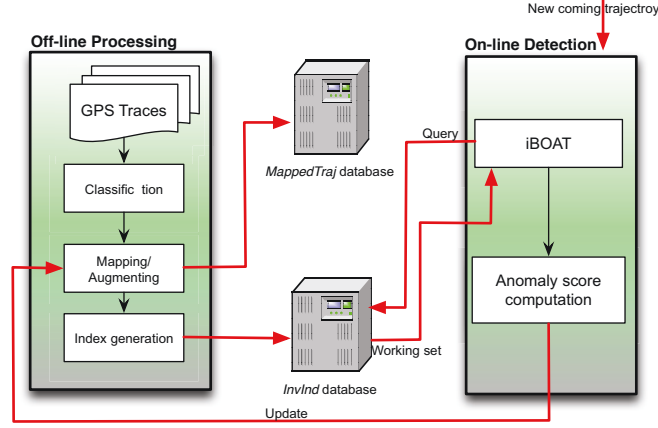 New coming trajectroy
Off-line Processing
On-line Detection
GPS Traces
Classific tion
Mapping/
Augmenting
Index generation
MappedTraj database
Query
iBOAT
Anomaly score
computation
Working set
InvInd database
Update